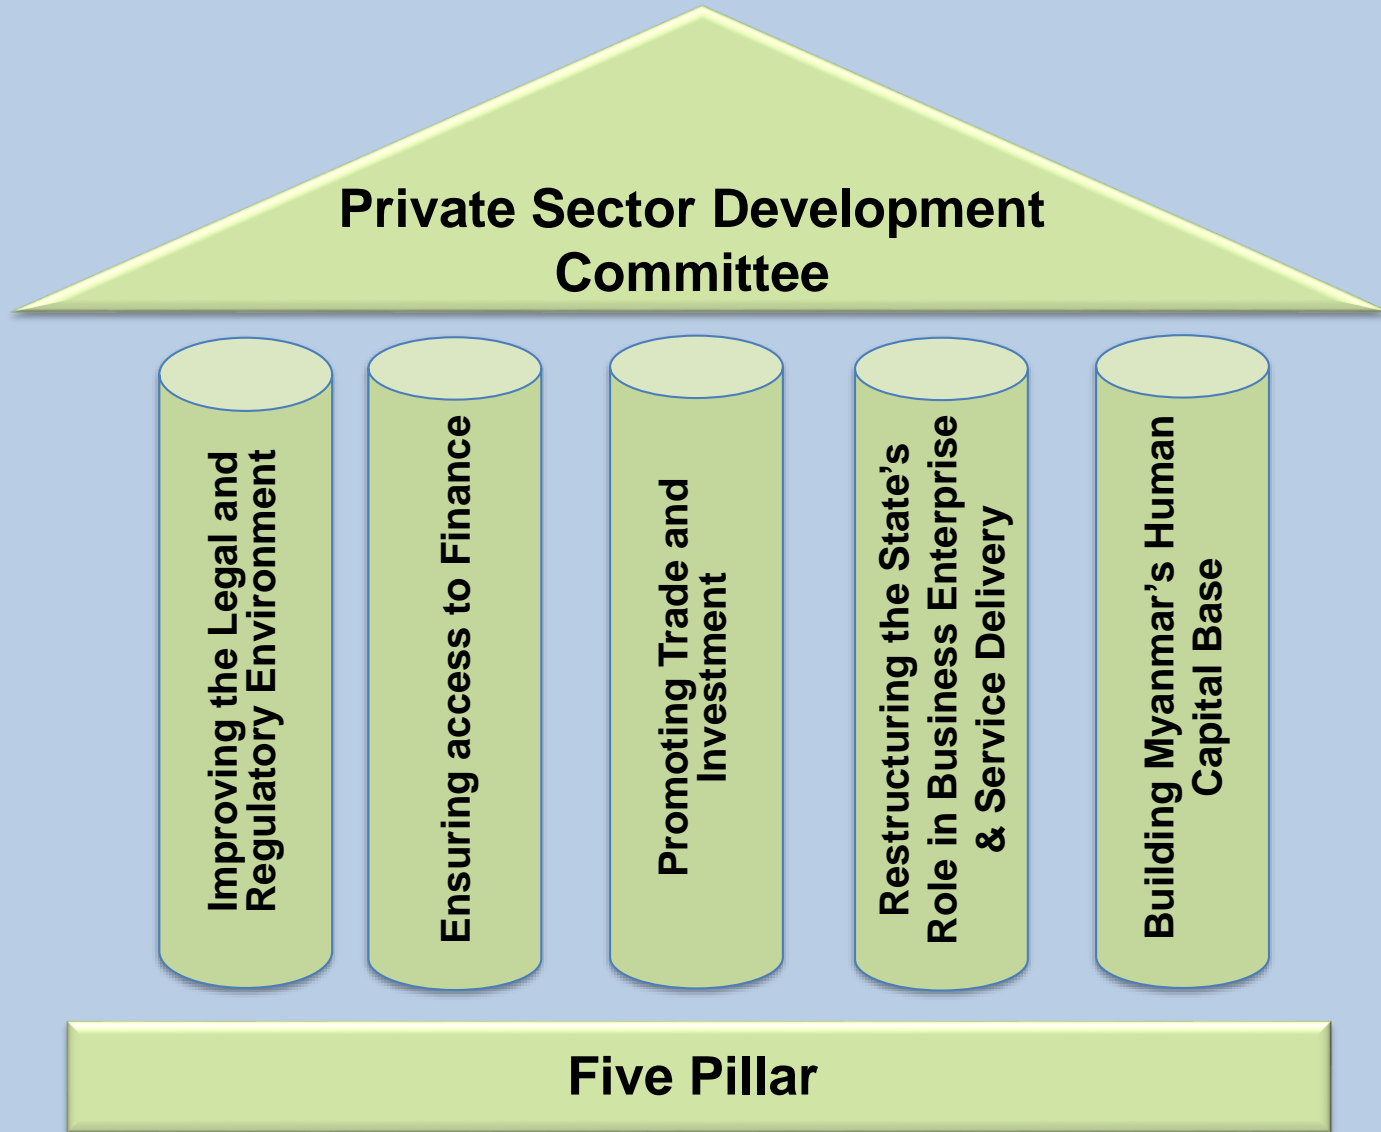 Private Sector Development
Committee
Improving the Legal and
Regulatory Environment
Ensuring access to Finance
Promoting Trade and
Investment
Restructuring the State’s
Role in Business Enterprise
& Service Delivery
Building Myanmar’s Human
Capital Base
Five Pillar